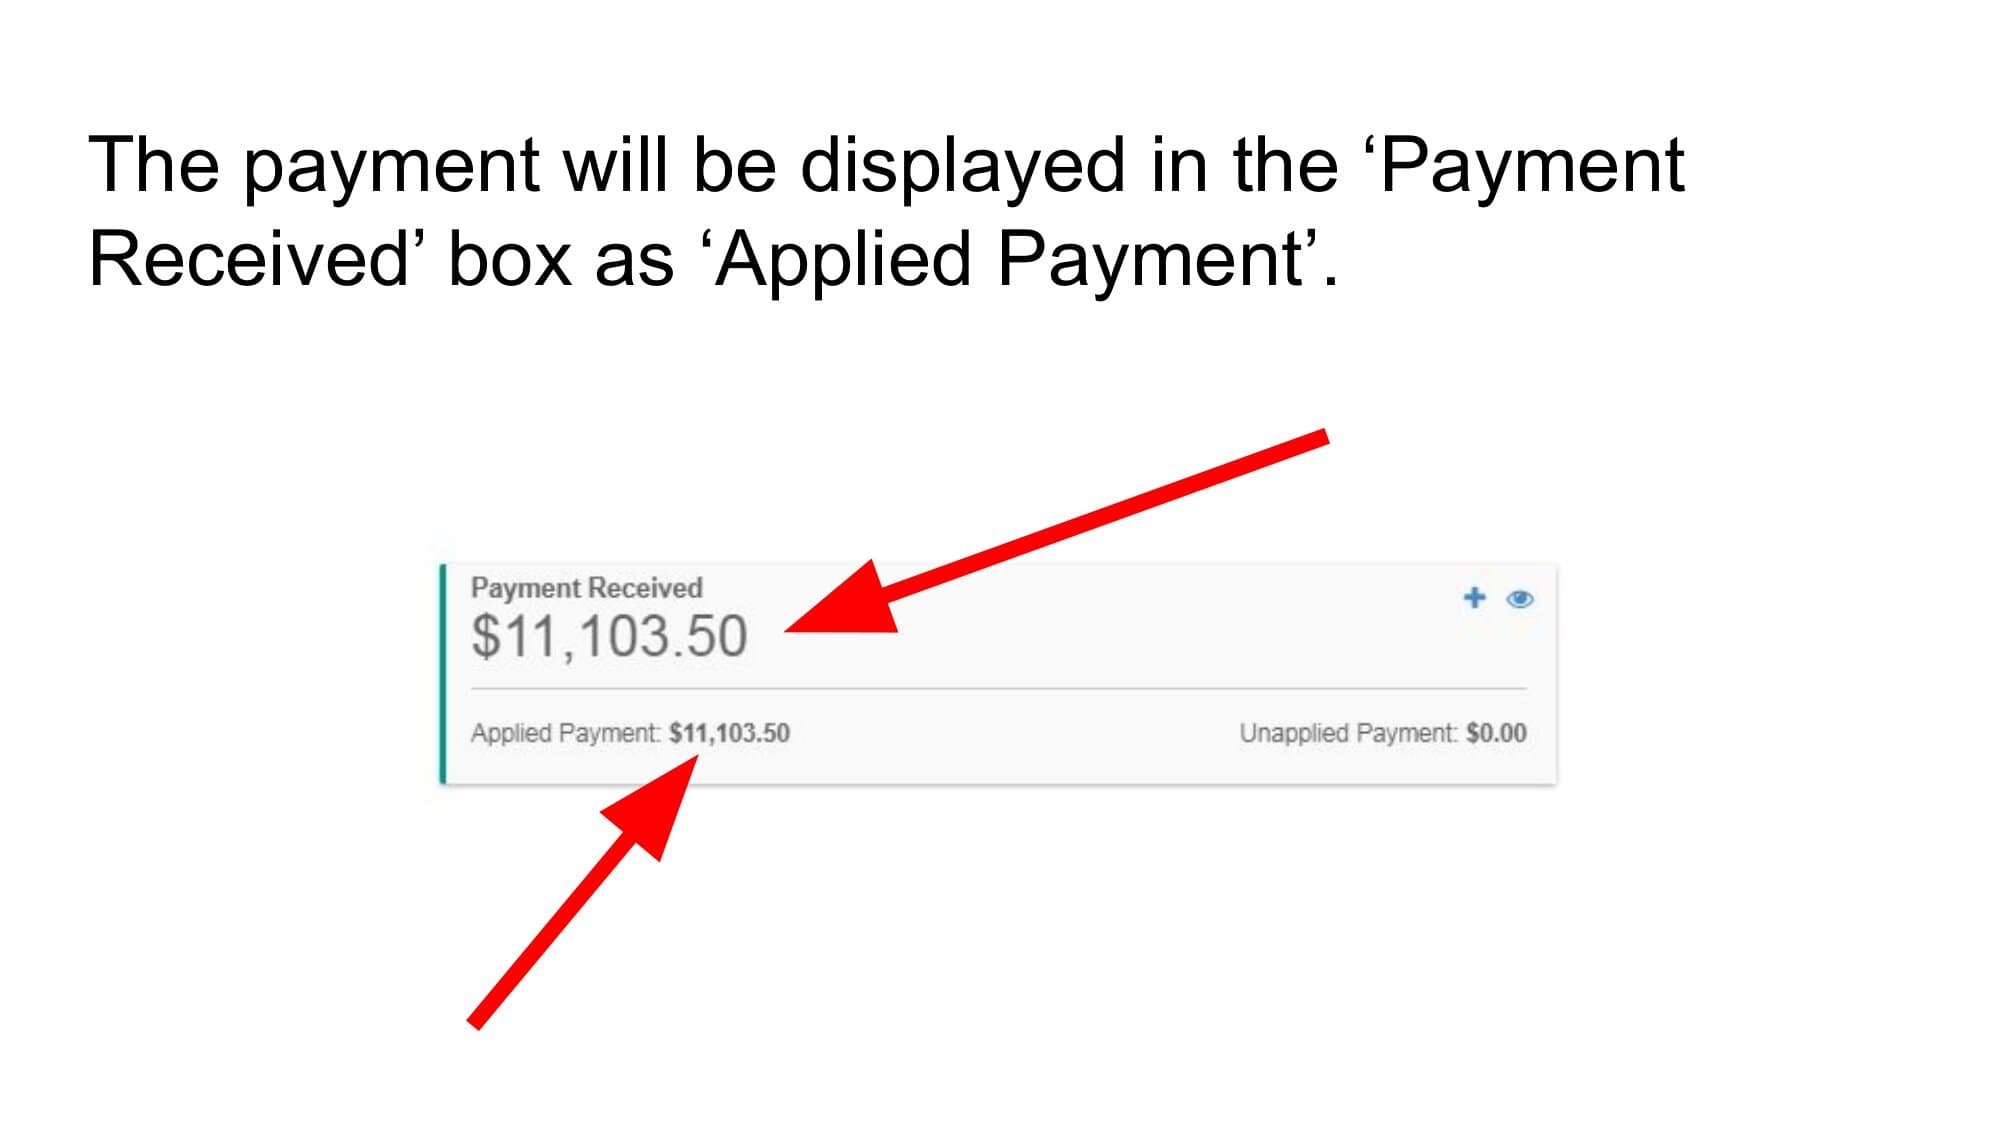 The payment will be displayed in the ‘Payment
Received’ box as ‘Applied Payment’.
Payment Received
$11,103.50
Applied Payment: $11,103.50
Unapplied Payment: $0.00